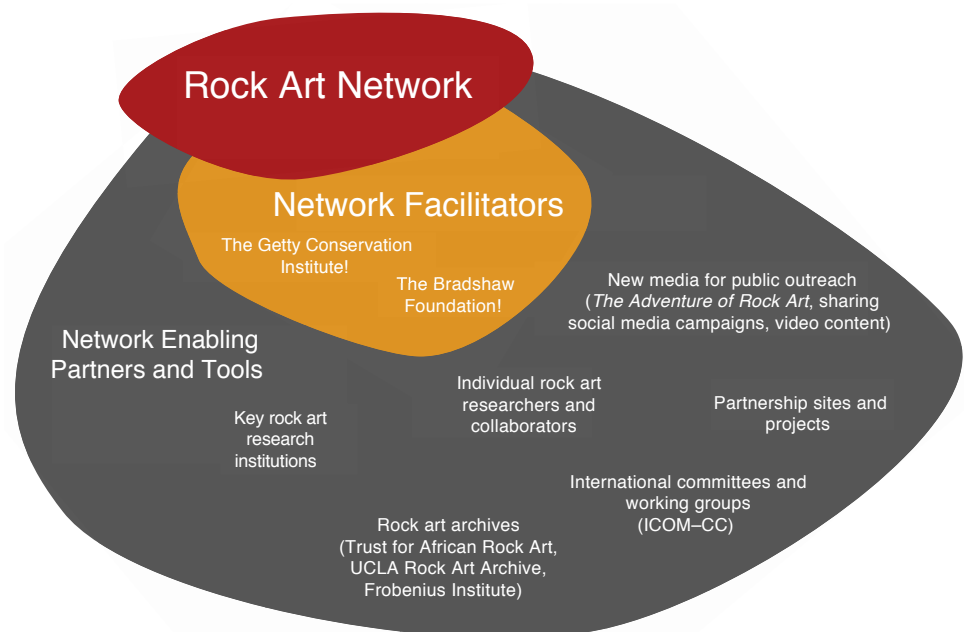 Rock Art Network
Network Facilitators
The Getty Conservation
Institute!
The Bradshaw
Foundation!
New media for public outreach
(The Adventure of Rock Art, sharing
social media campaigns, video content)
Network Enabling
Partners and Tools
Individual rock art
researchers and
collaborators
Partnership sites and
projects
Key rock art
research
institutions
International committees and
working groups
(ICOM–CC)
Rock art archives
(Trust for African Rock Art,
UCLA Rock Art Archive,
Frobenius Institute)